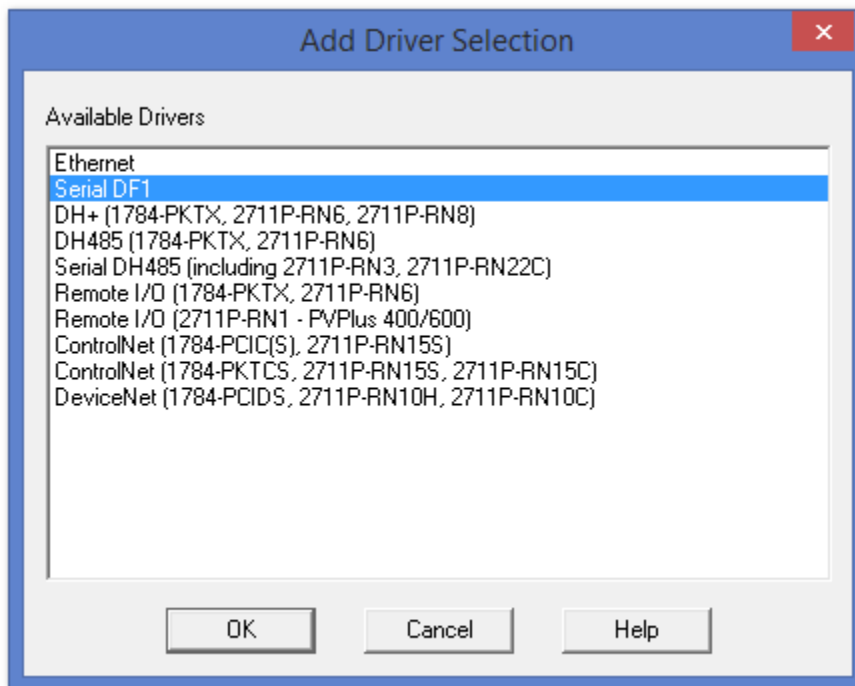 Add Driver Selection
Available Drivers
Ethernet
Serial DF1
DH+ (1784-PKTX, 2711P-RN6, 2711P-RN8)
DH485 (1784-PKTX, 2711P-RN6)
Serial DH485 (including 2711P-RN3, 2711P-RN22C)
Remote I/O (1784-PKTX, 2711P-RN6)
Remote I/O (2711P-RN1 - PVPlus 400/600)
ControlNet (1784-PCIC(S), 2711P-RN15S)
ControlNet (1784-PKTCS, 2711P-RN15S, 2711P-RN15C)
DeviceNet (1784-PCIDS, 2711P-RN10H, 2711P-RN10C)
OK Cancel Help